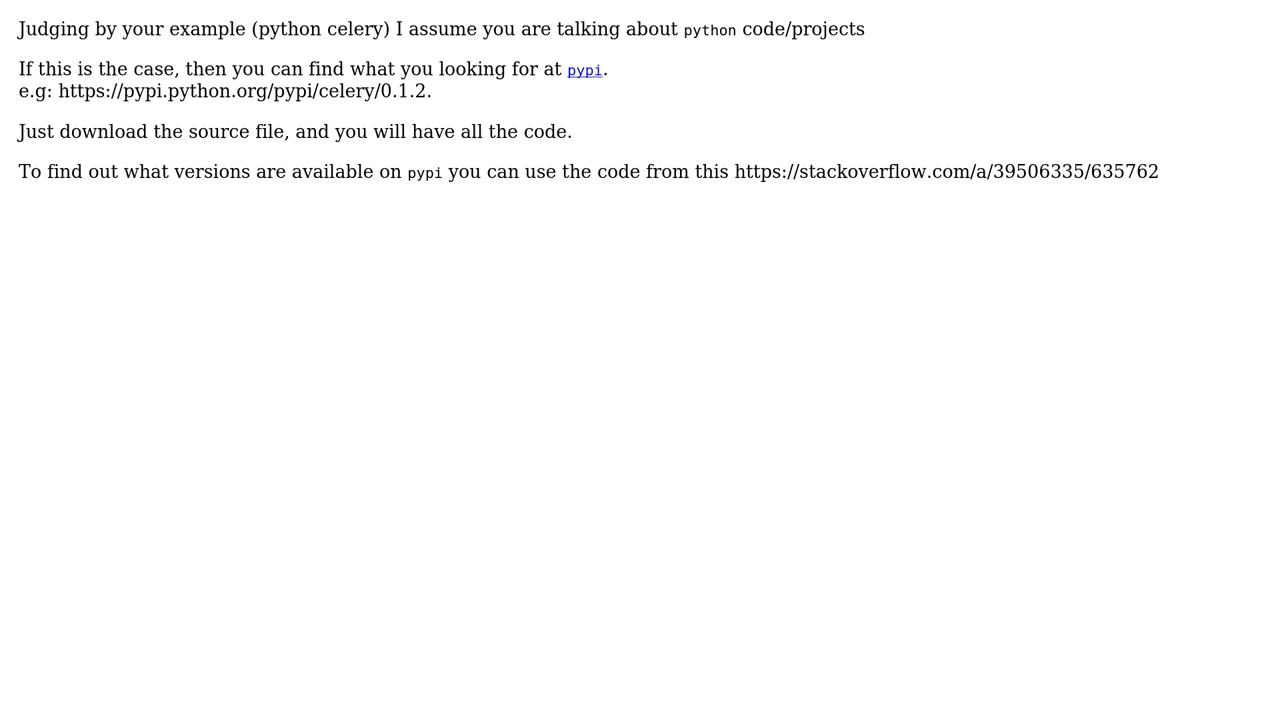 Judging by your example (python celery) I assume you are talking about python code/projects
If this is the case, then you can find what you looking for at pypi.
e.g: https://pypi.python.org/pypi/celery/0.1.2.
Just download the source file, and you will have all the code.
To find out what versions are available on pypi you can use the code from this https://stackoverflow.com/a/39506335/635762